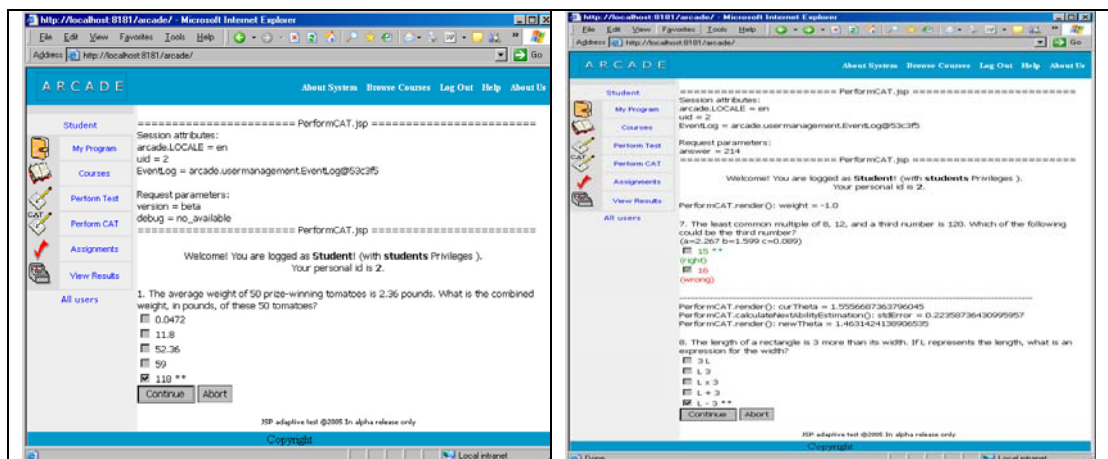 http://localhost:8181/arcade/ - Microsoft Internet Explorer
File Edit View Favorites Tools Help
Address http://localhost:8181/arcade/ Go
ARCADE About System Browse Courses Log Out Help About Us
Student
My Program
Courses
Perform Test
CAT
Perform CAT
Assignments
View Results
All users
======================= PerformCAT.jsp =======================
Session attributes:
arcade.LOCALE = en
uid = 2
EventLog = arcade.usermanagement.EventLog@53c3f5
Request parameters:
version = beta
debug = no_available
======================= PerformCAT.jsp =======================
Welcome! You are logged as Student! (with students Privileges ).
Your personal id is 2.
1. The average weight of 50 prize-winning tomatoes is 2.36 pounds. What is the combined
weight, in pounds, of these 50 tomatoes?
0.0472
11.8
52.36
59
118 **
Continue Abort
JSP adaptive test @2005 In alpha release only
Copyright
Local intranet
http://localhost:8181/arcade/ - Microsoft Internet Explorer
File Edit View Favorites Tools Help
Address http://localhost:8181/arcade/ Go
ARCADE About System Browse Courses Log Out Help About Us
Student
My Program
Courses
Perform Test
CAT
Perform CAT
Assignments
View Results
All users
======================= PerformCAT.jsp =======================
Session attributes:
arcade.LOCALE = en
uid = 2
EventLog = arcade.usermanagement.EventLog@53c3f5
Request parameters:
answer = 214
======================= PerformCAT.jsp =======================
Welcome! You are logged as Student! (with students Privileges ).
Your personal id is 2.
PerformCAT.render(): weight = -1.0
7. The least common multiple of 8, 12, and a third number is 120. Which of the following
could be the third number?
(a=2.267 b=1.599 c=0.089)
15 **
(right)
16
(wrong)
PerformCAT.render(): curTheta = 1.5556687363796045
PerformCAT.calculateNextAbilityEstimation(): stdError = 0.22358736430995957
PerformCAT.render(): newTheta = 1.4631424138906535
8. The length of a rectangle is 3 more than its width. If L represents the length, what is an
expression for the width?
3 L
L 3
L x 3
L + 3
L - 3 **
Continue Abort
JSP adaptive test @2005 In alpha release only
Copyright
Done Local intranet